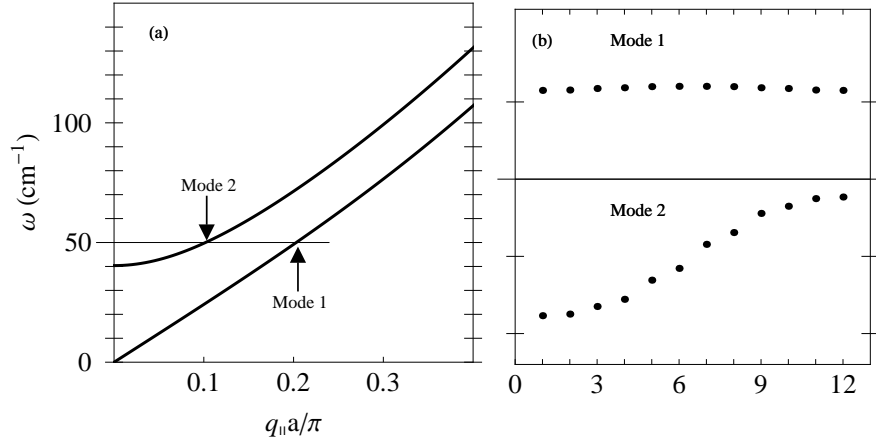 (a)
ω (cm⁻¹)
100
50
0
Mode 2
Mode 1
0.1 0.2 0.3
q_{||}a/π
(b)
Mode 1
Mode 2
0 3 6 9 12